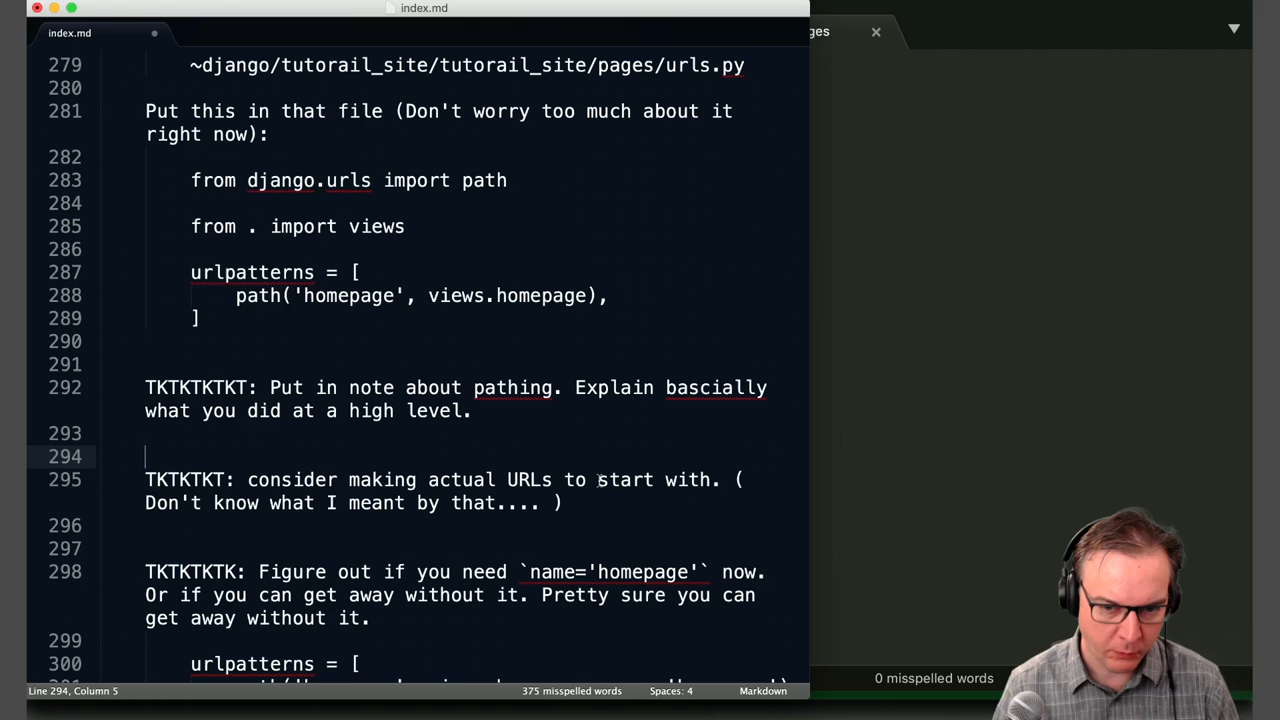 index.md
index.md
279 ~django/tutorail_site/tutorail_site/pages/urls.py
280
281 Put this in that file (Don't worry too much about it
right now):
282
283 from django.urls import path
284
285 from . import views
286
287 urlpatterns = [
288 path('homepage', views.homepage),
289 ]
290
291
292 TKTKTKTKT: Put in note about pathing. Explain bascially
what you did at a high level.
293
294
295 TKTKTKT: consider making actual URLs to start with. (
Don't know what I meant by that.... )
296
297
298 TKTKTKTK: Figure out if you need `name='homepage'` now.
Or if you can get away without it. Pretty sure you can
get away without it.
299
300 urlpatterns = [
Line 294, Column 5
375 misspelled words
Spaces: 4
Markdown
ges
0 misspelled words